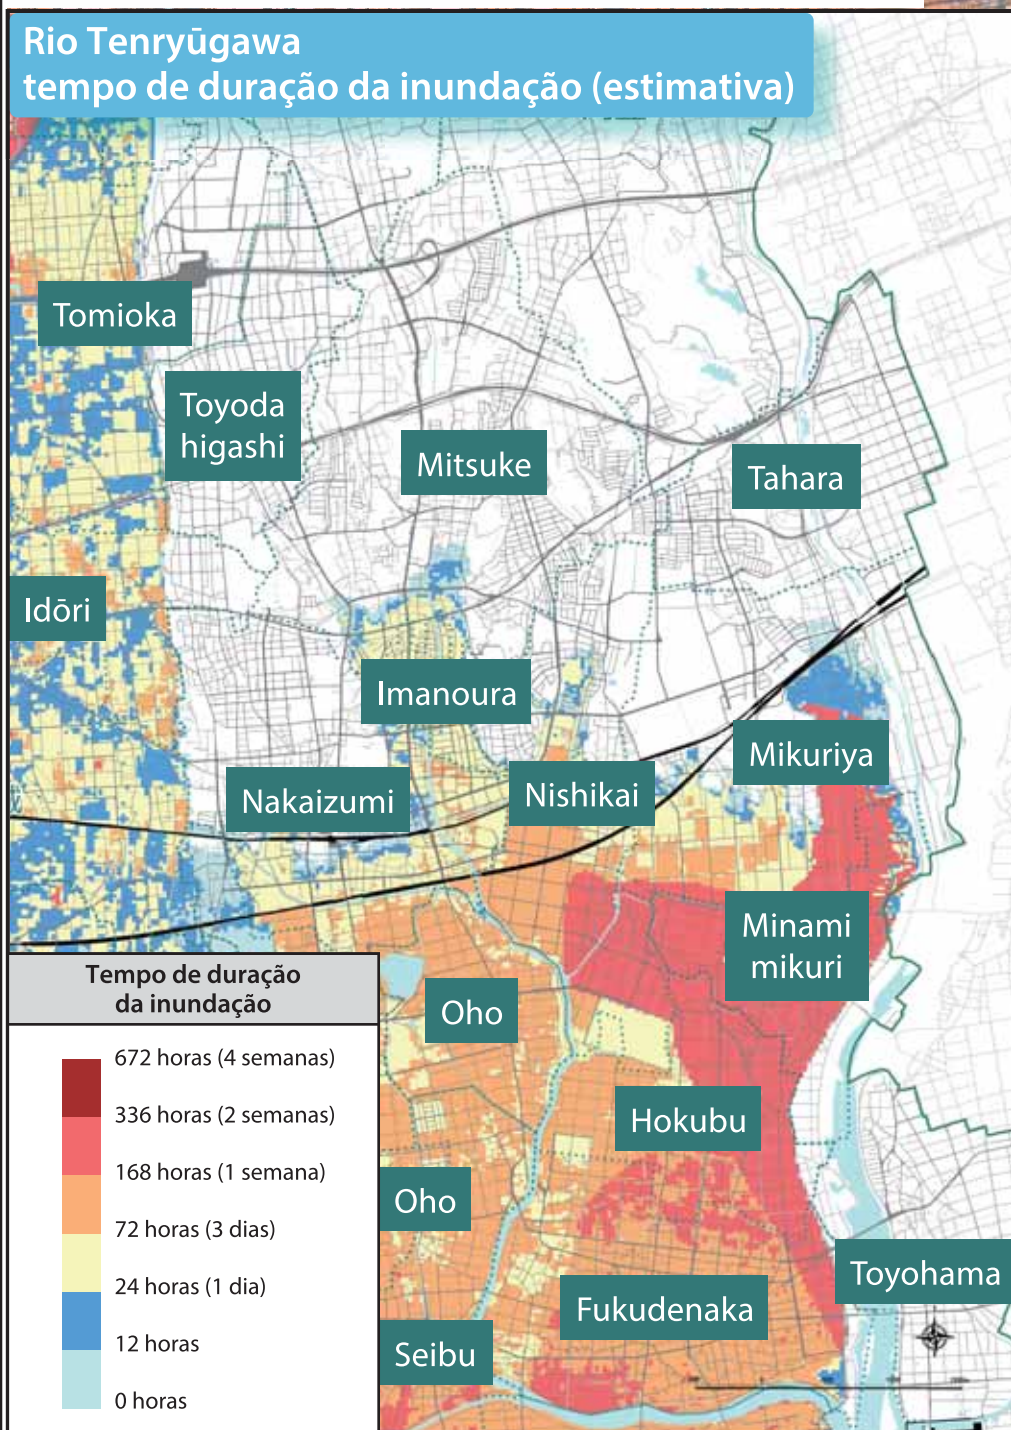 Rio Tenryūgawa
tempo de duração da inundação (estimativa)
Tomioka
Toyoda
higashi
Mitsuke
Tahara
Idōri
Imanoura
Mikuriya
Nakaizumi
Nishikai
Minami
mikuri
Oho
Hokubu
Oho
Toyohama
Fukudenaka
Seibu
Tempo de duração
da inundação
672 horas (4 semanas)
336 horas (2 semanas)
168 horas (1 semana)
72 horas (3 dias)
24 horas (1 dia)
12 horas
0 horas